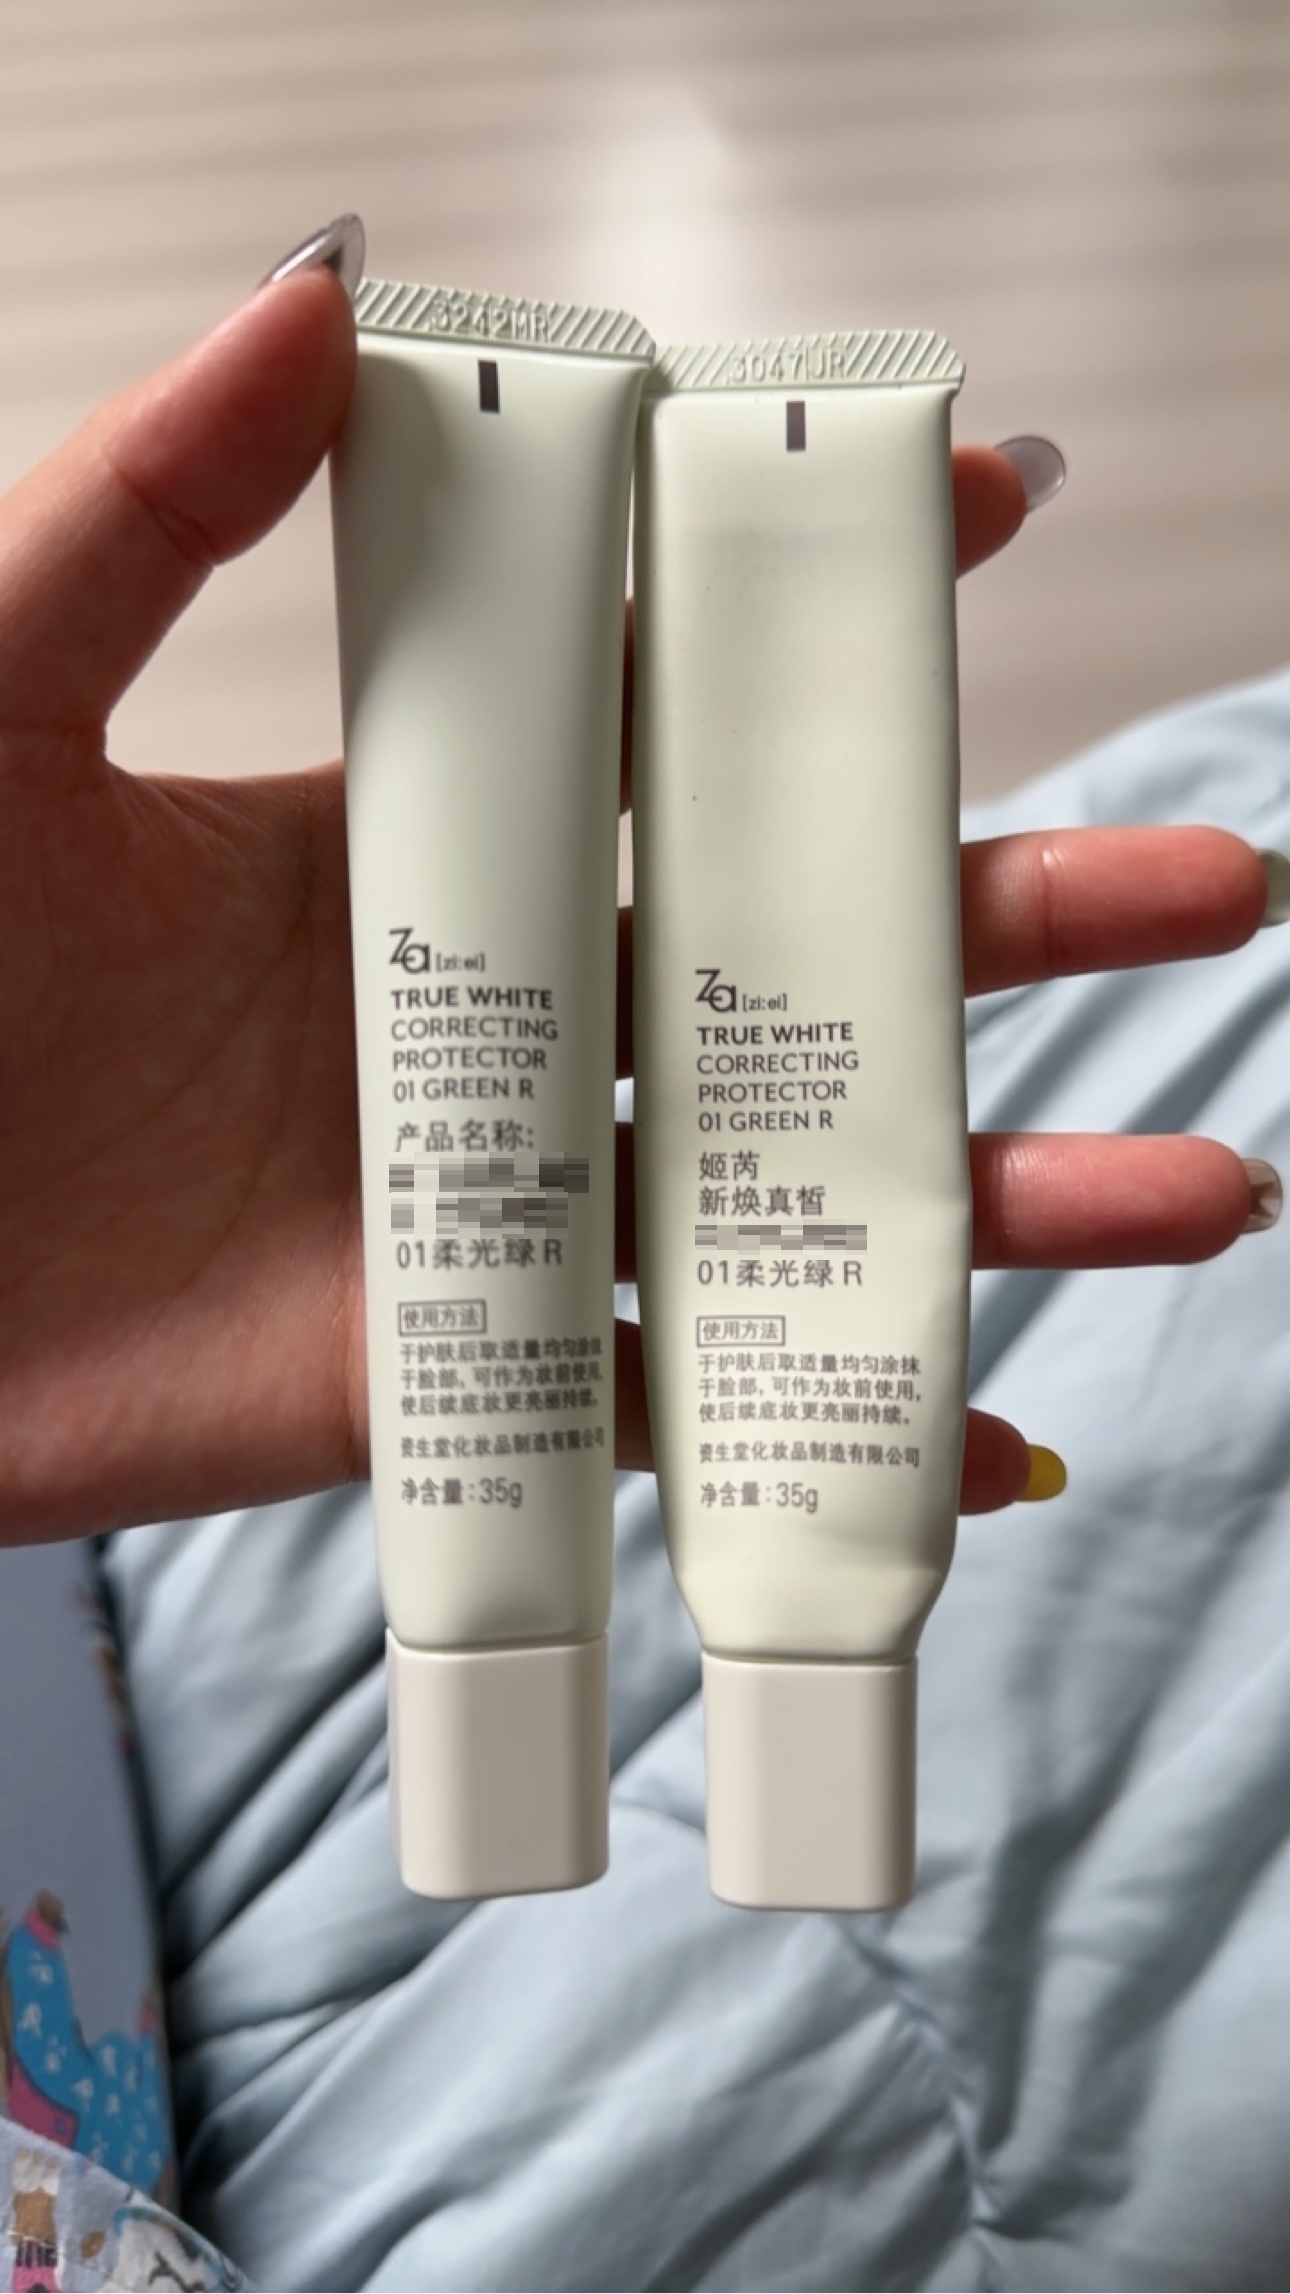 3242MR
Za [zi:ei]
TRUE WHITE
CORRECTING
PROTECTOR
01 GREEN R
产品名称:
01柔光绿 R
使用方法
于护肤后取适量均匀涂抹
于脸部,可作为妆前使用,
使后续底妆更亮丽持续。
资生堂化妆品制造有限公司
净含量:35g
3047JR
Za [zi:ei]
TRUE WHITE
CORRECTING
PROTECTOR
01 GREEN R
姬芮
新焕真皙
01柔光绿 R
使用方法
于护肤后取适量均匀涂抹
于脸部,可作为妆前使用,
使后续底妆更亮丽持续。
资生堂化妆品制造有限公司
净含量:35g